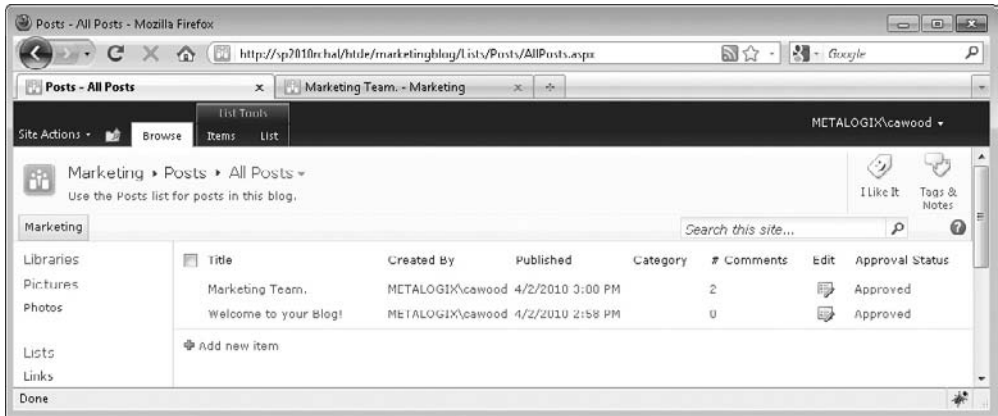 Posts - All Posts - Mozilla Firefox
http://sp2010rchal/htde/marketingblog/Lists/Posts/AllPosts.aspx
Google
Posts - All Posts
Marketing Team. - Marketing
List Tools
Site Actions
Browse
Items
List
METALOGIX\cawood
Marketing ▸ Posts ▸ All Posts
Use the Posts list for posts in this blog.
I Like It
Tags & Notes
Marketing
Search this site...
Libraries
Pictures
Photos
Lists
Links
Title Created By Published Category # Comments Edit Approval Status
Marketing Team. METALOGIX\cawood 4/2/2010 3:00 PM 2 Approved
Welcome to your Blog! METALOGIX\cawood 4/2/2010 2:58 PM 0 Approved
Add new item
Done